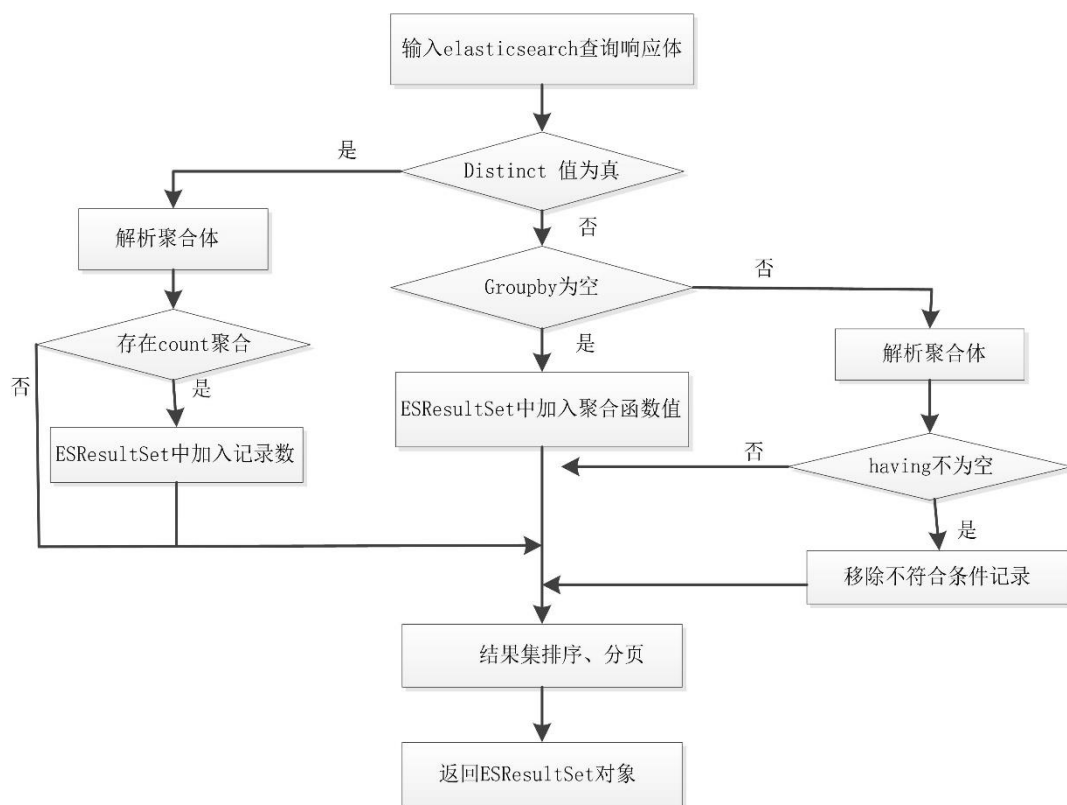 输入elasticsearch查询响应体
是
Distinct 值为真
否
解析聚合体
Groupby为空
否
存在count聚合
是
解析聚合体
否
是
ESResultSet中加入聚合函数值
ESResultSet中加入记录数
否
having不为空
是
移除不符合条件记录
结果集排序、分页
返回ESResultSet对象